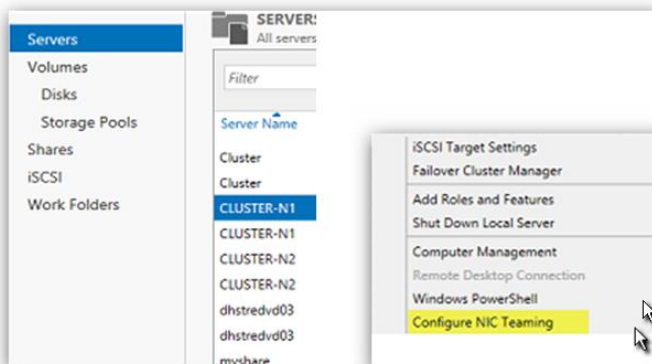 Servers
Volumes
Disks
Storage Pools
Shares
iSCSI
Work Folders
SERVERS
All servers
Filter
Server Name
Cluster
Cluster
CLUSTER-N1
CLUSTER-N1
CLUSTER-N2
CLUSTER-N2
dhstredvd03
dhstredvd03
myshare
iSCSI Target Settings
Failover Cluster Manager
Add Roles and Features
Shut Down Local Server
Computer Management
Remote Desktop Connection
Windows PowerShell
Configure NIC Teaming